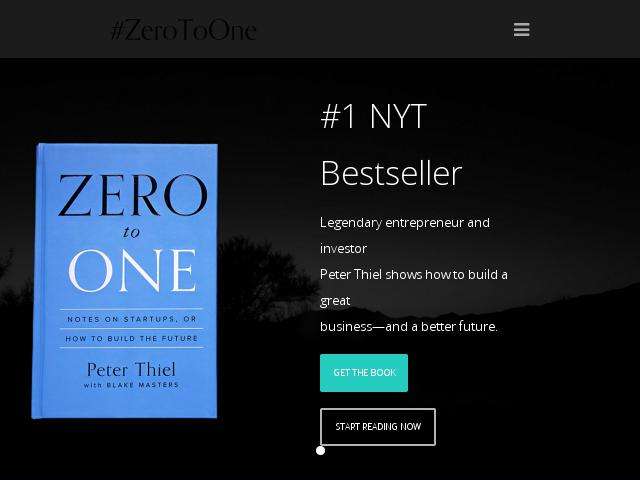 #ZeroToOne
#1 NYT
Bestseller
Legendary entrepreneur and
investor
Peter Thiel shows how to build a
great
business—and a better future.
GET THE BOOK
START READING NOW
ZERO
to
ONE
NOTES ON STARTUPS, OR
HOW TO BUILD THE FUTURE
Peter Thiel
with BLAKE MASTERS